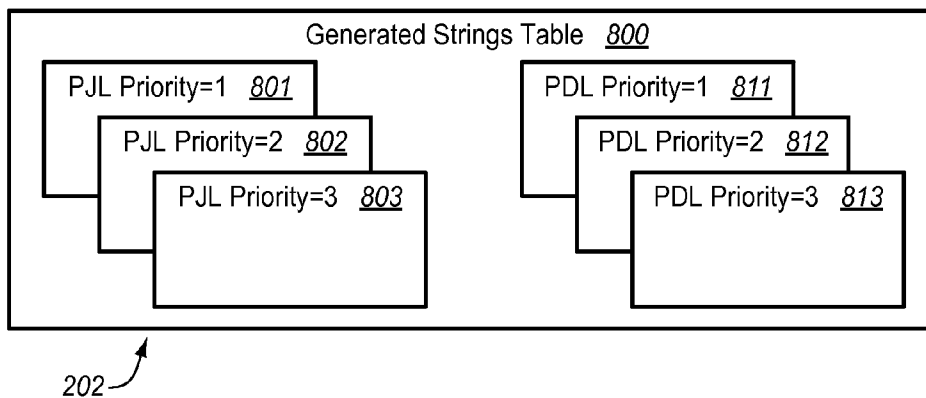 Generated Strings Table 800
PJL Priority=1 801
PJL Priority=2 802
PJL Priority=3 803
PDL Priority=1 811
PDL Priority=2 812
PDL Priority=3 813
202